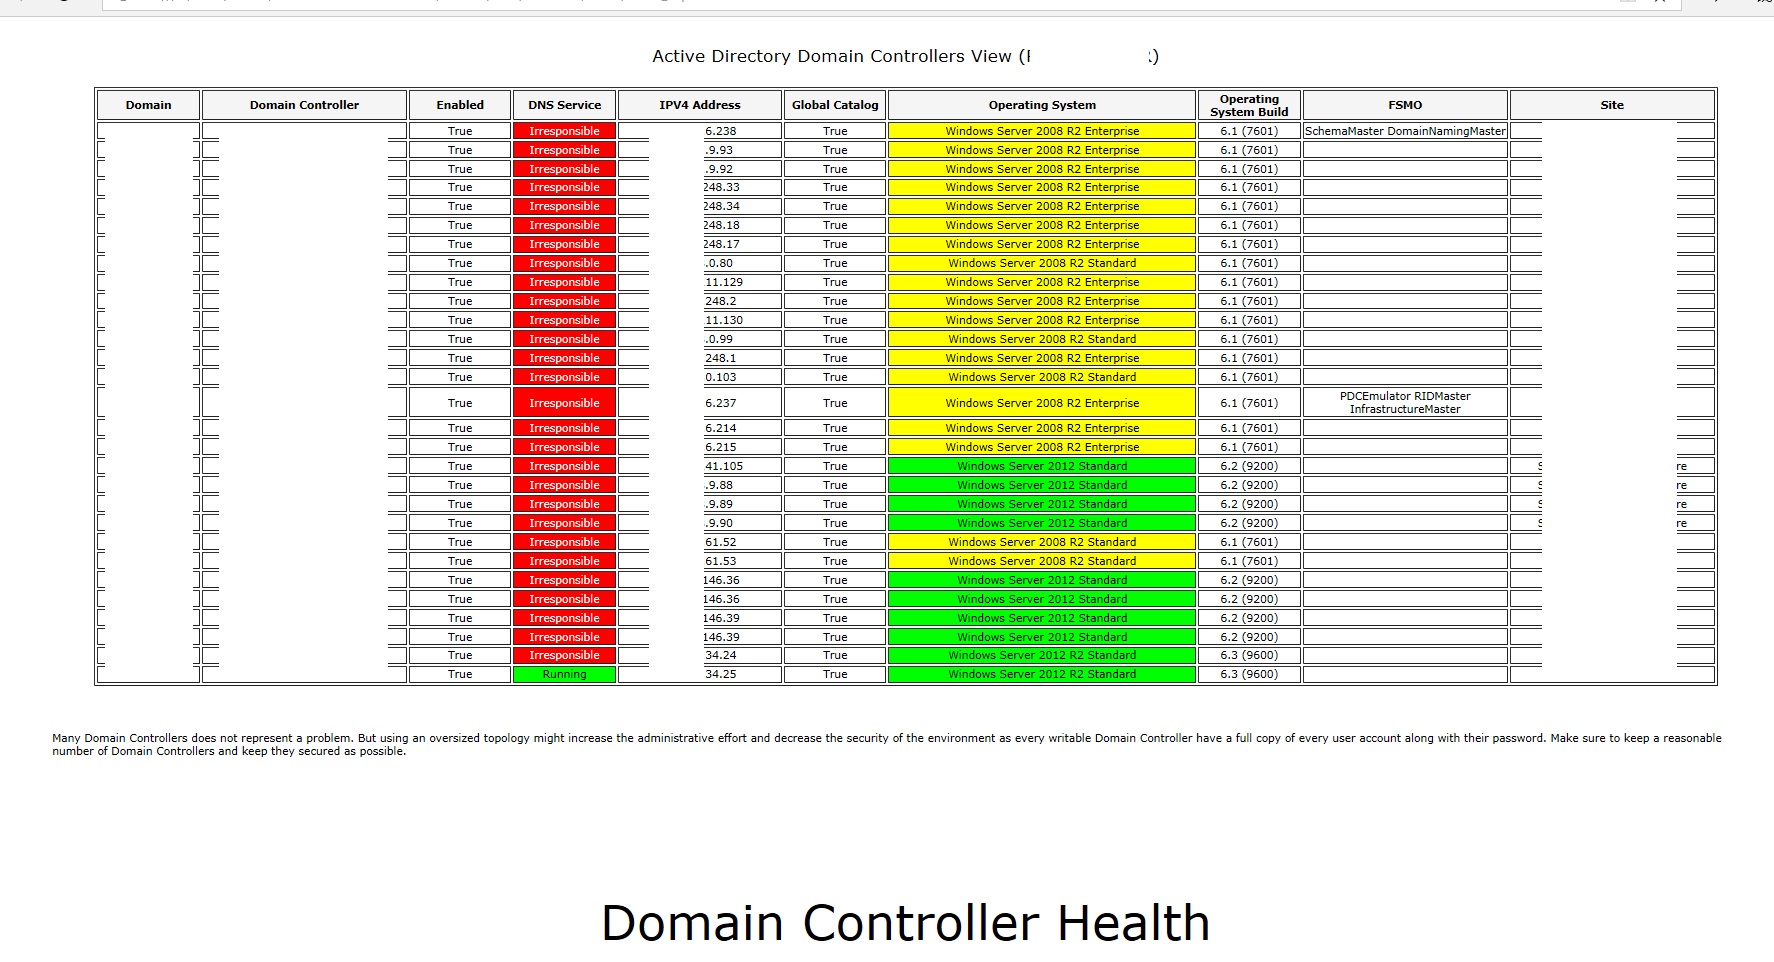 Active Directory Domain Controllers View (
Domain Domain Controller Enabled DNS Service IPV4 Address Global Catalog Operating System Operating System Build FSMO Site
True Irresponsible 6.238 True Windows Server 2008 R2 Enterprise 6.1 (7601) SchemaMaster DomainNamingMaster
True Irresponsible .9.93 True Windows Server 2008 R2 Enterprise 6.1 (7601)
True Irresponsible .9.92 True Windows Server 2008 R2 Enterprise 6.1 (7601)
True Irresponsible 248.33 True Windows Server 2008 R2 Enterprise 6.1 (7601)
True Irresponsible 248.34 True Windows Server 2008 R2 Enterprise 6.1 (7601)
True Irresponsible 248.18 True Windows Server 2008 R2 Enterprise 6.1 (7601)
True Irresponsible 248.17 True Windows Server 2008 R2 Enterprise 6.1 (7601)
True Irresponsible .0.80 True Windows Server 2008 R2 Standard 6.1 (7601)
True Irresponsible 11.129 True Windows Server 2008 R2 Enterprise 6.1 (7601)
True Irresponsible 248.2 True Windows Server 2008 R2 Enterprise 6.1 (7601)
True Irresponsible 11.130 True Windows Server 2008 R2 Enterprise 6.1 (7601)
True Irresponsible .0.99 True Windows Server 2008 R2 Standard 6.1 (7601)
True Irresponsible 248.1 True Windows Server 2008 R2 Enterprise 6.1 (7601)
True Irresponsible 0.103 True Windows Server 2008 R2 Standard 6.1 (7601)
True Irresponsible 6.237 True Windows Server 2008 R2 Enterprise 6.1 (7601) PDCEmulator RIDMaster InfrastructureMaster
True Irresponsible 6.214 True Windows Server 2008 R2 Enterprise 6.1 (7601)
True Irresponsible 6.215 True Windows Server 2008 R2 Enterprise 6.1 (7601)
True Irresponsible 41.105 True Windows Server 2012 Standard 6.2 (9200) re
True Irresponsible .9.88 True Windows Server 2012 Standard 6.2 (9200) re
True Irresponsible .9.89 True Windows Server 2012 Standard 6.2 (9200) re
True Irresponsible .9.90 True Windows Server 2012 Standard 6.2 (9200) re
True Irresponsible 61.52 True Windows Server 2008 R2 Standard 6.1 (7601)
True Irresponsible 61.53 True Windows Server 2008 R2 Standard 6.1 (7601)
True Irresponsible 146.36 True Windows Server 2012 Standard 6.2 (9200)
True Irresponsible 146.36 True Windows Server 2012 Standard 6.2 (9200)
True Irresponsible 146.39 True Windows Server 2012 Standard 6.2 (9200)
True Irresponsible 146.39 True Windows Server 2012 Standard 6.2 (9200)
True Irresponsible 34.24 True Windows Server 2012 R2 Standard 6.3 (9600)
True Running 34.25 True Windows Server 2012 R2 Standard 6.3 (9600)
Many Domain Controllers does not represent a problem. But using an oversized topology might increase the administrative effort and decrease the security of the environment as every writable Domain Controller have a full copy of every user account along with their password. Make sure to keep a reasonable
number of Domain Controllers and keep they secured as possible.
Domain Controller Health